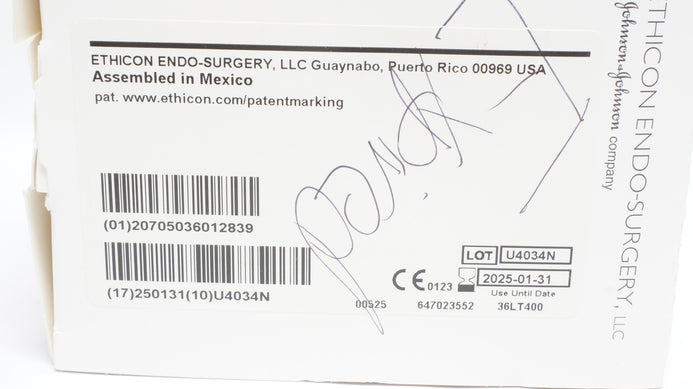 ETHICON ENDO-SURGERY, LLC Guaynabo, Puerto Rico 00969 USA
Assembled in Mexico
pat. www.ethicon.com/patentmarking
(01)20705036012839
(17)250131(10)U4034N
LOT U4034N
CE 0123 2025-01-31
Use Until Date
00525 647023552 36LT400
ETHICON ENDO-SURGERY, LLC
a Johnson & Johnson company